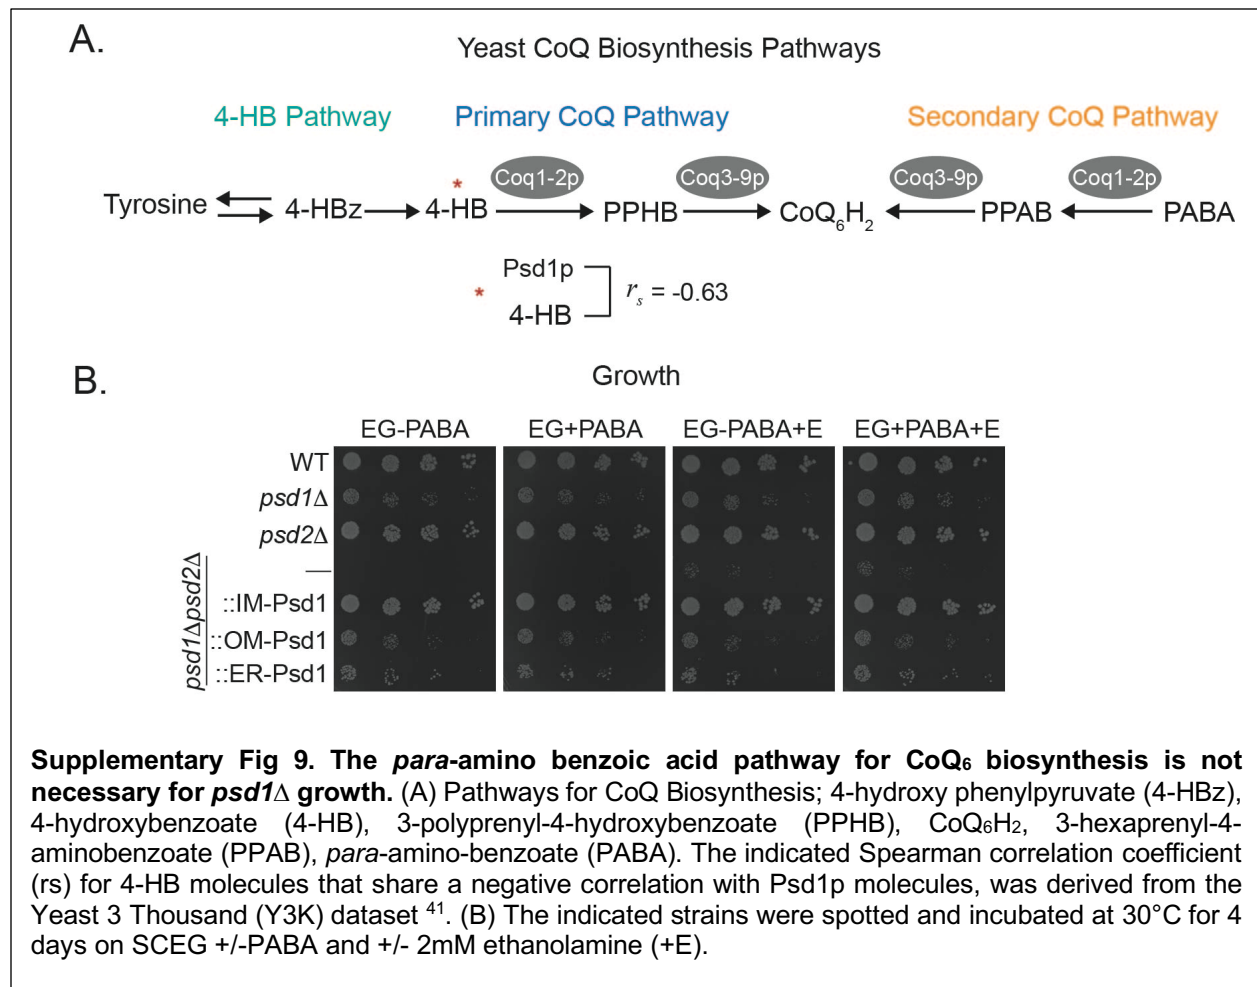 A.
Yeast CoQ Biosynthesis Pathways
4-HB Pathway Primary CoQ Pathway Secondary CoQ Pathway
* Coq1-2p Coq3-9p Coq3-9p Coq1-2p
Tyrosine 4-HBz 4-HB PPHB CoQ₆H₂ PPAB PABA
Psd1p
* rₛ = -0.63
4-HB
B.
Growth
EG-PABA EG+PABA EG-PABA+E EG+PABA+E
WT
psd1Δ
psd2Δ
psd1Δpsd2Δ
—
::IM-Psd1
::OM-Psd1
::ER-Psd1
Supplementary Fig 9. The para-amino benzoic acid pathway for CoQ₆ biosynthesis is not
necessary for psd1Δ growth. (A) Pathways for CoQ Biosynthesis; 4-hydroxy phenylpyruvate (4-HBz),
4-hydroxybenzoate (4-HB), 3-polyprenyl-4-hydroxybenzoate (PPHB), CoQ₆H₂, 3-hexaprenyl-4-
aminobenzoate (PPAB), para-amino-benzoate (PABA). The indicated Spearman correlation coefficient
(rs) for 4-HB molecules that share a negative correlation with Psd1p molecules, was derived from the
Yeast 3 Thousand (Y3K) dataset ⁴¹. (B) The indicated strains were spotted and incubated at 30°C for 4
days on SCEG +/-PABA and +/- 2mM ethanolamine (+E).